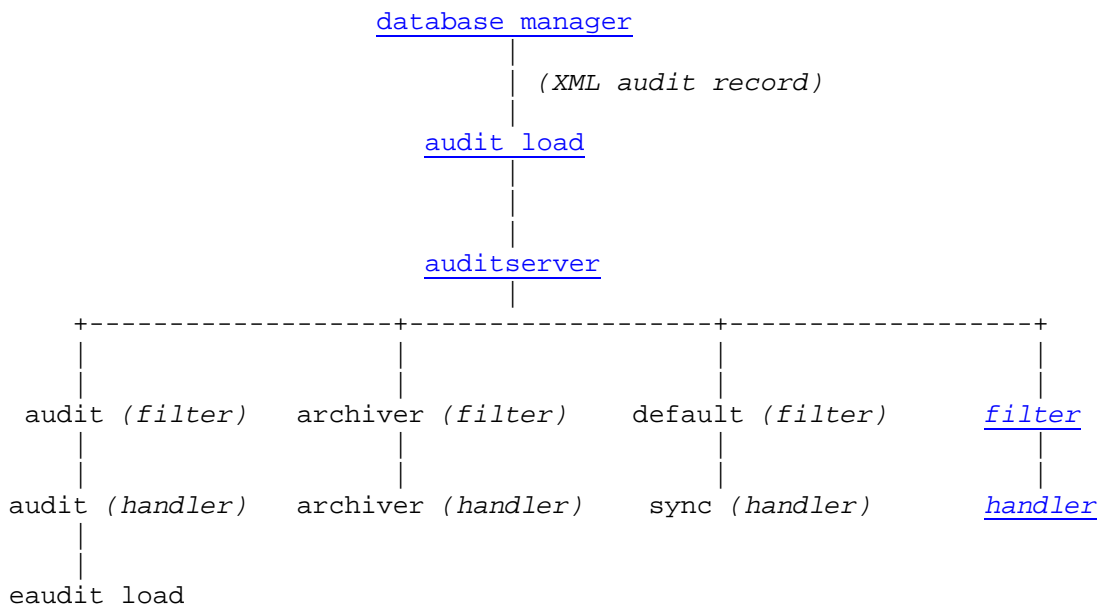 database manager
(XML audit record)
audit load
auditserver
audit (filter) archiver (filter) default (filter) filter
audit (handler) archiver (handler) sync (handler) handler
eaudit load